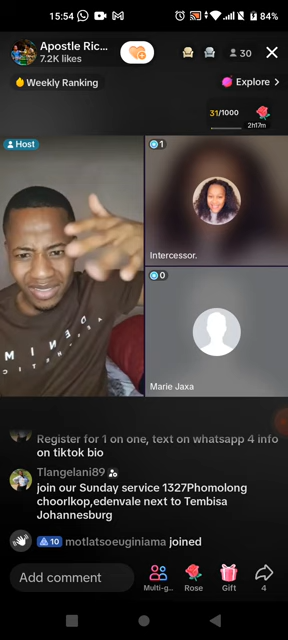 15:54 84%
Apostle Ric...
7.2K likes
30
Weekly Ranking
Explore >
31/1000
2h17m
Host
1
Intercessor.
0
Marie Jaxa
Register for 1 on one, text on whatsapp 4 info
on tiktok bio
Tlangelani89
join our Sunday service 1327Phomolong
choorlkop,edenvale next to Tembisa
Johannesburg
10 motlatsoeuginiama joined
Add comment
Multi-g...
Rose
Gift
4